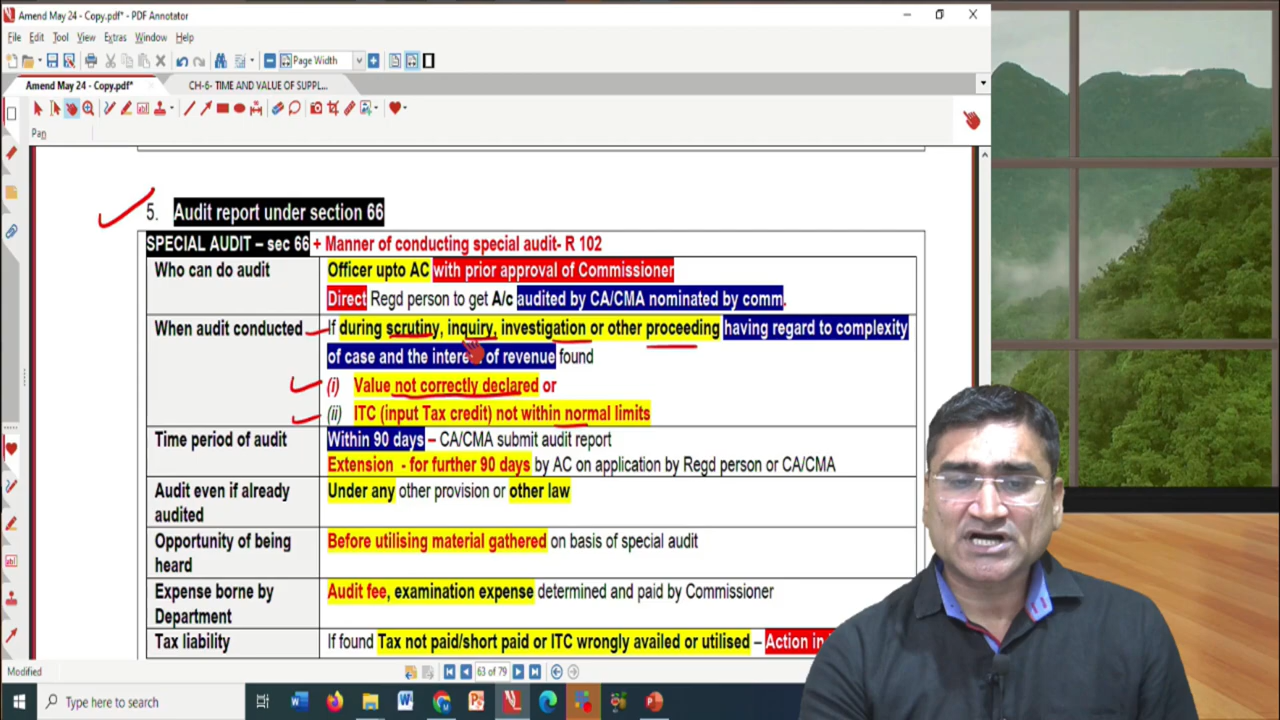 Amend May 24 - Copy.pdf* - PDF Annotator
File Edit Tool View Extras Window Help
Page Width
Amend May 24 - Copy.pdf*
CH-6- TIME AND VALUE OF SUPPL...
Pan
5. Audit report under section 66
SPECIAL AUDIT – sec 66 + Manner of conducting special audit- R 102
Who can do audit
Officer upto AC with prior approval of Commissioner
Direct Regd person to get A/c audited by CA/CMA nominated by comm.
When audit conducted
If during scrutiny, inquiry, investigation or other proceeding having regard to complexity
of case and the interest of revenue found
(i) Value not correctly declared or
(ii) ITC (input Tax credit) not within normal limits
Time period of audit
Within 90 days – CA/CMA submit audit report
Extension - for further 90 days by AC on application by Regd person or CA/CMA
Audit even if already
audited
Under any other provision or other law
Opportunity of being
heard
Before utilising material gathered on basis of special audit
Expense borne by
Department
Audit fee, examination expense determined and paid by Commissioner
Tax liability
If found Tax not paid/short paid or ITC wrongly availed or utilised – Action in
Modified
63 of 79
Type here to search